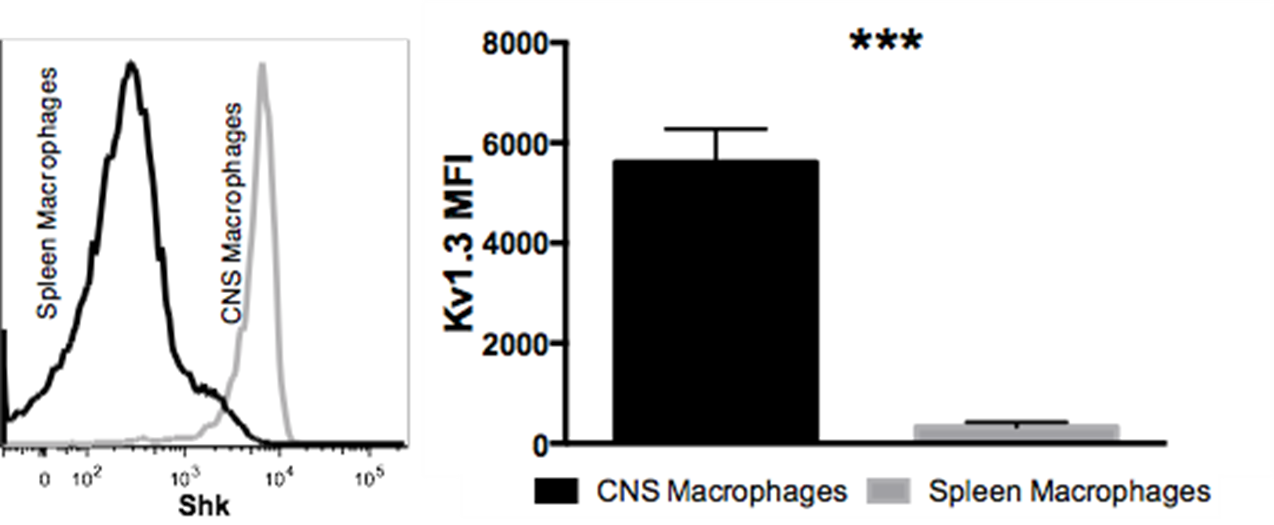 Spleen Macrophages
CNS Macrophages
0 10² 10³ 10⁴ 10⁵
Shk
***
Kv1.3 MFI
8000
6000
4000
2000
0
CNS Macrophages Spleen Macrophages